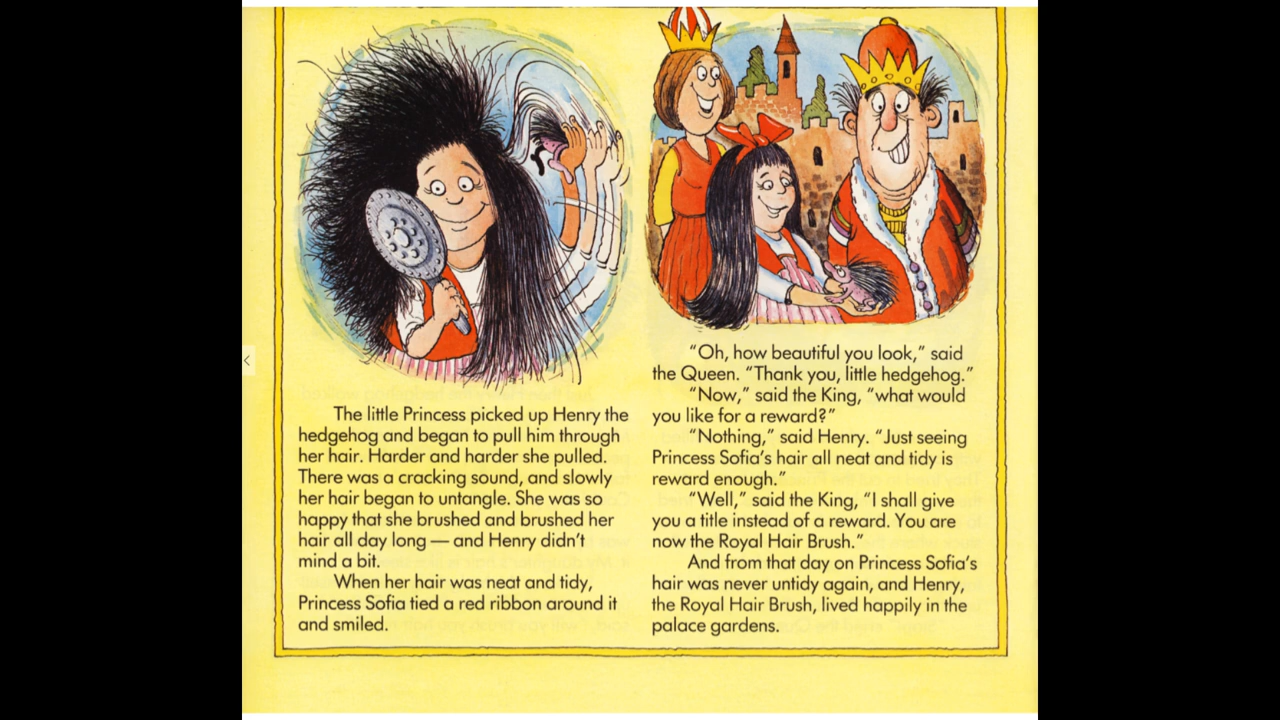 The little Princess picked up Henry the
hedgehog and began to pull him through
her hair. Harder and harder she pulled.
There was a cracking sound, and slowly
her hair began to untangle. She was so
happy that she brushed and brushed her
hair all day long — and Henry didn't
mind a bit.
When her hair was neat and tidy,
Princess Sofia tied a red ribbon around it
and smiled.
“Oh, how beautiful you look,” said
the Queen. “Thank you, little hedgehog.”
“Now,” said the King, “what would
you like for a reward?”
“Nothing,” said Henry. “Just seeing
Princess Sofia's hair all neat and tidy is
reward enough.”
“Well,” said the King, “I shall give
you a title instead of a reward. You are
now the Royal Hair Brush.”
And from that day on Princess Sofia's
hair was never untidy again, and Henry,
the Royal Hair Brush, lived happily in the
palace gardens.